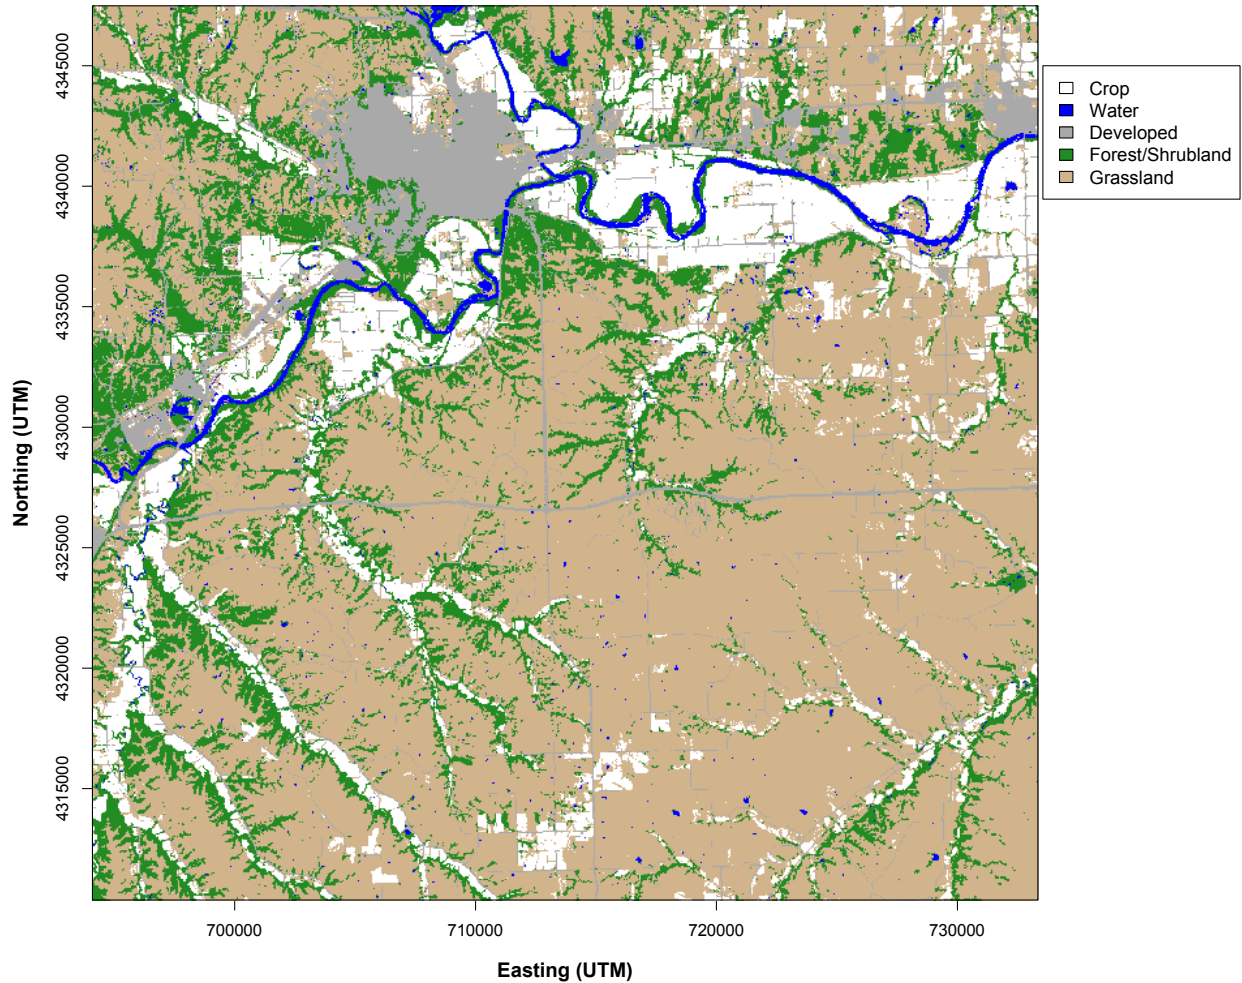 4345000
4340000
4335000
4330000
4325000
4320000
4315000
Northing (UTM)
700000
710000
720000
730000
Easting (UTM)
Crop
Water
Developed
Forest/Shrubland
Grassland